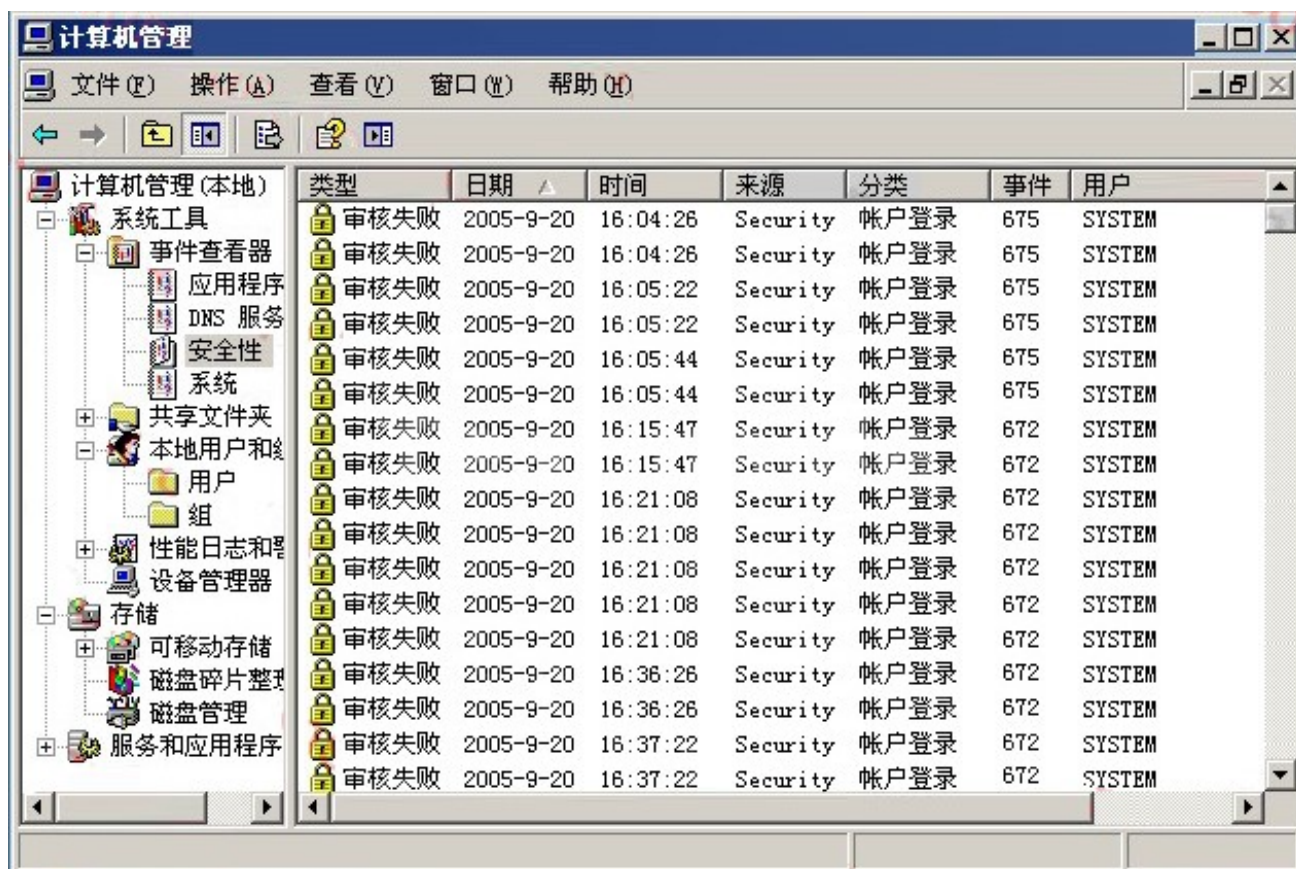 计算机管理
文件(F) 操作(A) 查看(V) 窗口(W) 帮助(H)
计算机管理(本地)
系统工具
事件查看器
应用程序
DNS 服务
安全性
系统
共享文件夹
本地用户和
用户
组
性能日志和
设备管理器
存储
可移动存储
磁盘碎片整
磁盘管理
服务和应用程序
类型 日期 时间 来源 分类 事件 用户
审核失败 2005-9-20 16:04:26 Security 帐户登录 675 SYSTEM
审核失败 2005-9-20 16:04:26 Security 帐户登录 675 SYSTEM
审核失败 2005-9-20 16:05:22 Security 帐户登录 675 SYSTEM
审核失败 2005-9-20 16:05:22 Security 帐户登录 675 SYSTEM
审核失败 2005-9-20 16:05:44 Security 帐户登录 675 SYSTEM
审核失败 2005-9-20 16:05:44 Security 帐户登录 675 SYSTEM
审核失败 2005-9-20 16:15:47 Security 帐户登录 672 SYSTEM
审核失败 2005-9-20 16:15:47 Security 帐户登录 672 SYSTEM
审核失败 2005-9-20 16:21:08 Security 帐户登录 672 SYSTEM
审核失败 2005-9-20 16:21:08 Security 帐户登录 672 SYSTEM
审核失败 2005-9-20 16:21:08 Security 帐户登录 672 SYSTEM
审核失败 2005-9-20 16:21:08 Security 帐户登录 672 SYSTEM
审核失败 2005-9-20 16:21:08 Security 帐户登录 672 SYSTEM
审核失败 2005-9-20 16:36:26 Security 帐户登录 672 SYSTEM
审核失败 2005-9-20 16:36:26 Security 帐户登录 672 SYSTEM
审核失败 2005-9-20 16:37:22 Security 帐户登录 672 SYSTEM
审核失败 2005-9-20 16:37:22 Security 帐户登录 672 SYSTEM